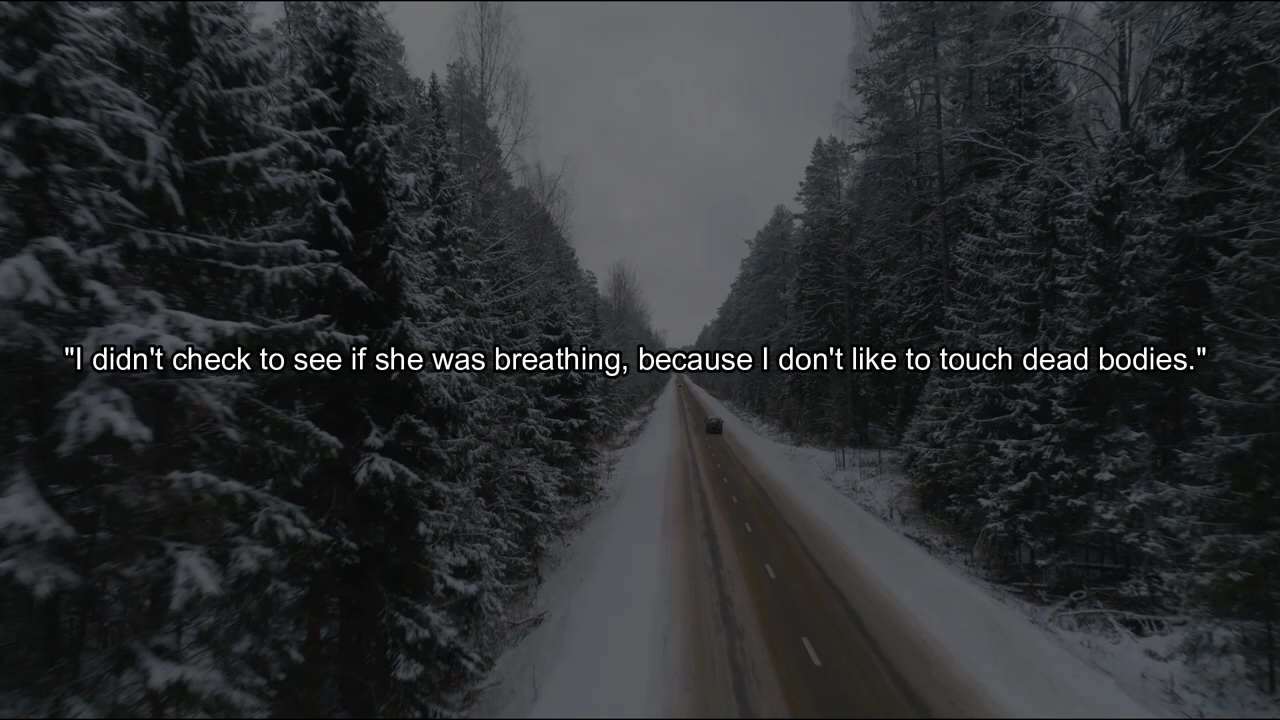 "I didn't check to see if she was breathing, because I don't like to touch dead bodies."